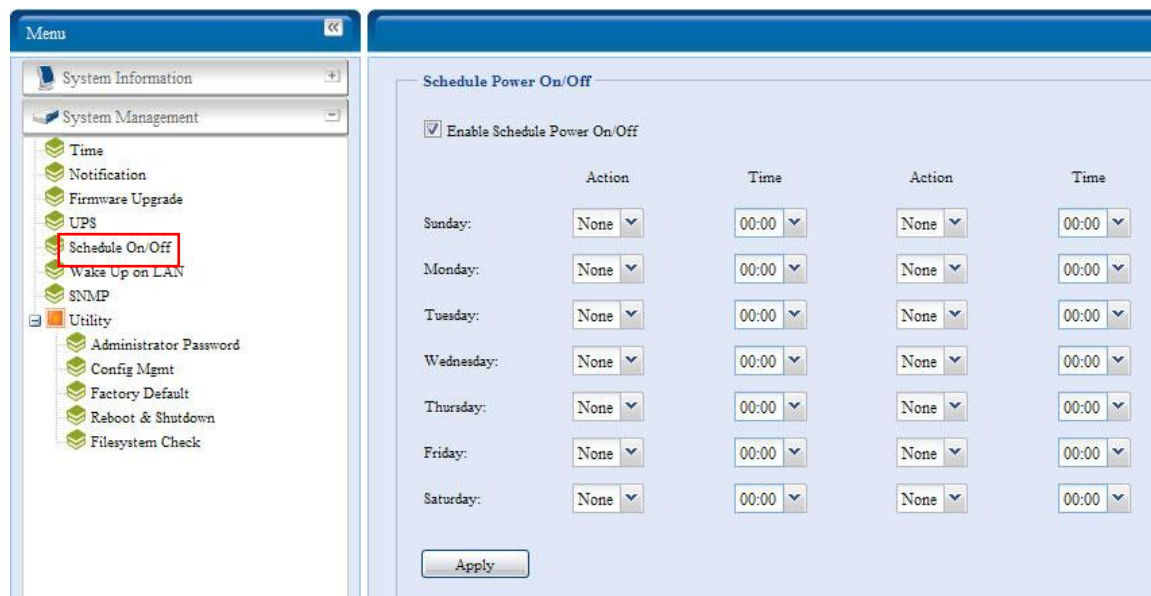 Menu
System Information
System Management
Time
Notification
Firmware Upgrade
UPS
Schedule On/Off
Wake Up on LAN
SNMP
Utility
Administrator Password
Config Mgmt
Factory Default
Reboot & Shutdown
Filesystem Check
Schedule Power On/Off
Enable Schedule Power On/Off
Action Time Action Time
Sunday: None 00:00 None 00:00
Monday: None 00:00 None 00:00
Tuesday: None 00:00 None 00:00
Wednesday: None 00:00 None 00:00
Thursday: None 00:00 None 00:00
Friday: None 00:00 None 00:00
Saturday: None 00:00 None 00:00
Apply